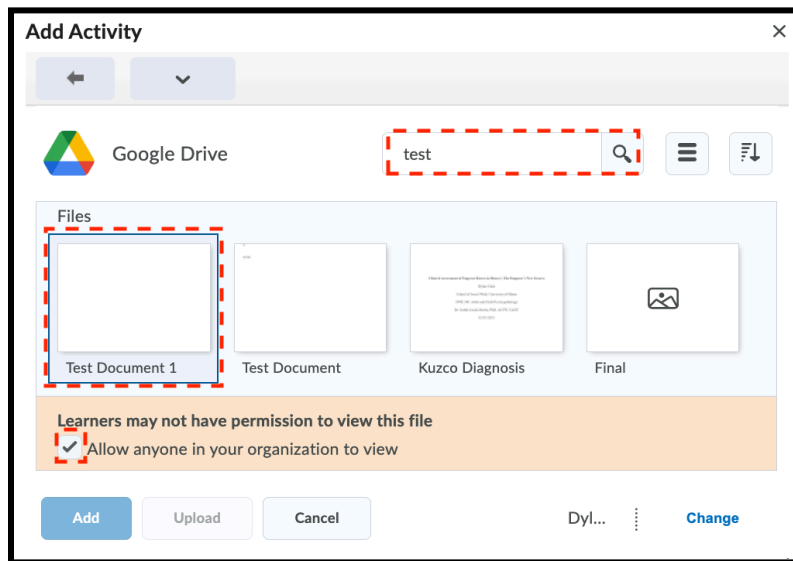 Add Activity
Google Drive
test
Files
Test Document 1
Test Document
Kuzco Diagnosis
Final
Learners may not have permission to view this file
Allow anyone in your organization to view
Add
Upload
Cancel
Dyl...
Change